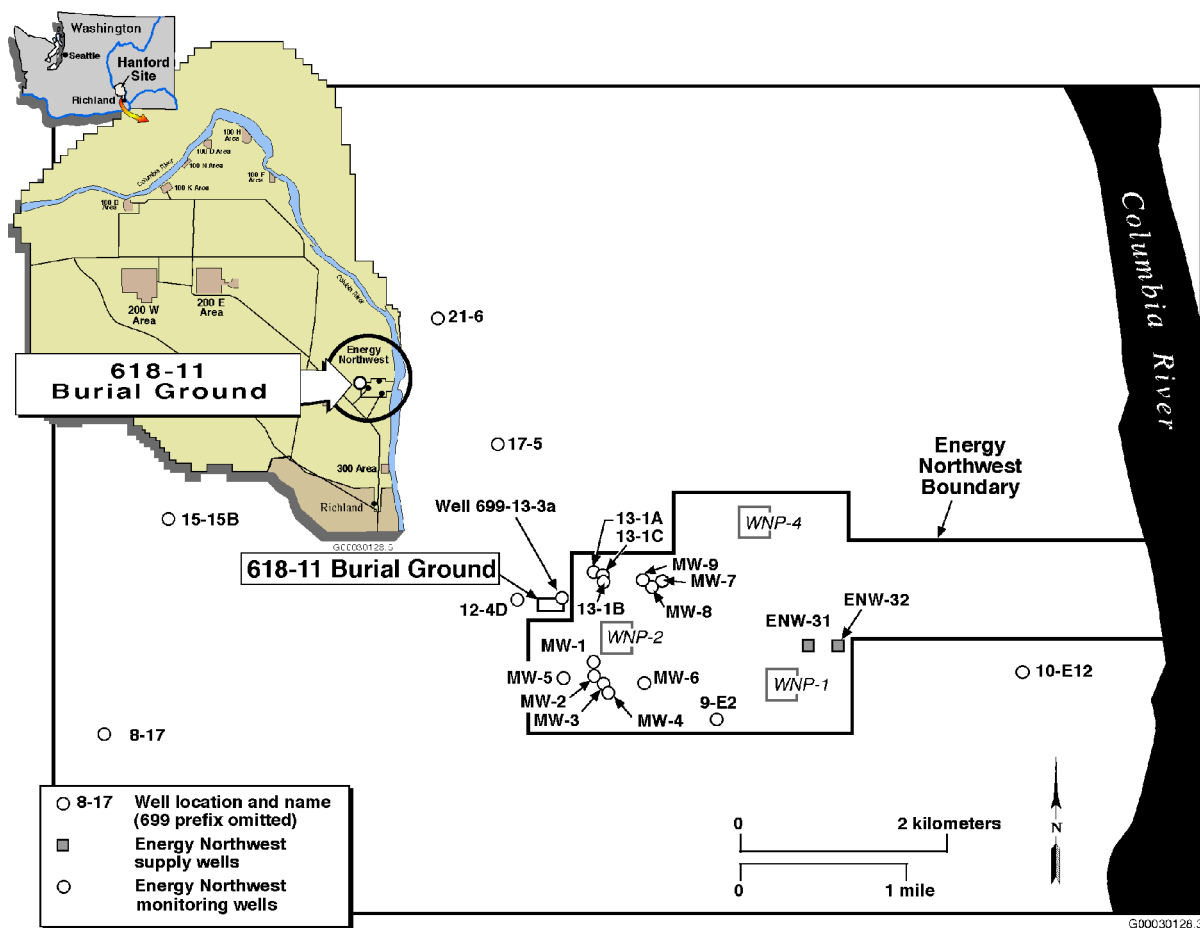 Washington
Seattle
Hanford
Site
Richland
100 H
Area
100 D Area
100 N Area
Columbia River
100 F
Area
100 K Area
Area
200 W
Area
200 E
Area
Columbia River
Energy
Northwest
618-11
Burial Ground
300 Area
Richland
G00030128.5
21-6
17-5
15-15B
Columbia River
Energy
Northwest
Boundary
Well 699-13-3a
13-1A
13-1C
WNP-4
618-11 Burial Ground
MW-9
MW-7
MW-8
12-4D
13-1B
ENW-32
ENW-31
WNP-2
MW-1
MW-5
MW-6
WNP-1
10-E12
MW-2
9-E2
MW-3
MW-4
8-17
8-17 Well location and name
(699 prefix omitted)
Energy Northwest
supply wells
Energy Northwest
monitoring wells
0 2 kilometers
0 1 mile
N
G00030128.3